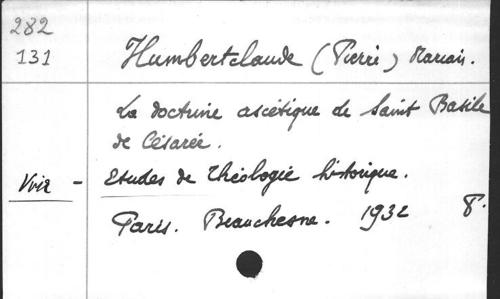 282
131
Humbertclaude (Pierre) Marian.
La doctrine ascétique de Saint Basile
de Césarée.
Voir - Etudes de théologie historique.
Paris. Beauchesne. 1932 8°.